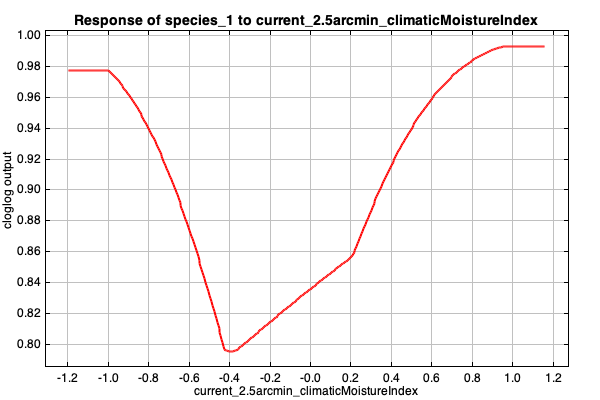 Response of species_1 to current_2.5arcmin_climaticMoistureIndex
1.00
0.98
0.96
0.94
0.92
0.90
0.88
0.86
0.84
0.82
0.80
cloglog output
-1.2 -1.0 -0.8 -0.6 -0.4 -0.2 -0.0 0.2 0.4 0.6 0.8 1.0 1.2
current_2.5arcmin_climaticMoistureIndex